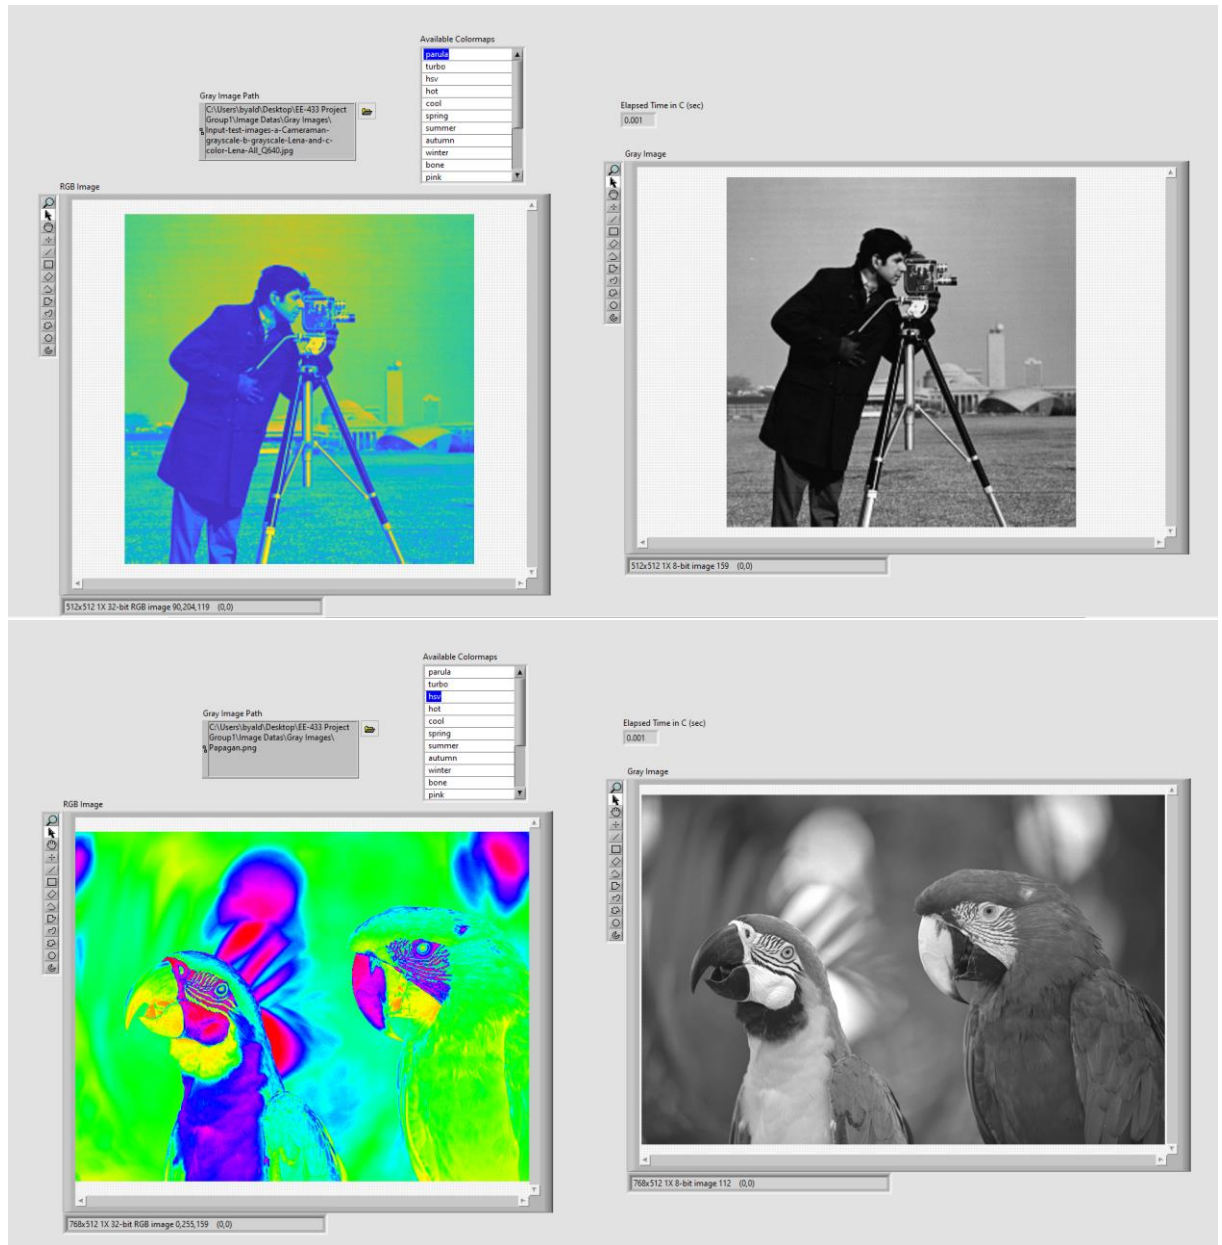 Available Colormaps
parula
turbo
hsv
hot
cool
spring
summer
autumn
winter
bone
pink
Gray Image Path
C:\Users\byald\Desktop\EE-433 Project
Group1\Image Datas\Gray Images\
Input-test-images-a-Cameraman-
grayscale-b-grayscale-Lena-and-c-
color-Lena-All_Q640.jpg
Elapsed Time in C (sec)
0.001
RGB Image
Gray Image
512x512 1X 32-bit RGB image 90,204,119 (0,0)
512x512 1X 8-bit image 159 (0,0)
Available Colormaps
parula
turbo
hsv
hot
cool
spring
summer
autumn
winter
bone
pink
Gray Image Path
C:\Users\byald\Desktop\EE-433 Project
Group1\Image Datas\Gray Images\
Papagan.png
Elapsed Time in C (sec)
0.001
RGB Image
Gray Image
768x512 1X 32-bit RGB image 0,255,159 (0,0)
768x512 1X 8-bit image 112 (0,0)